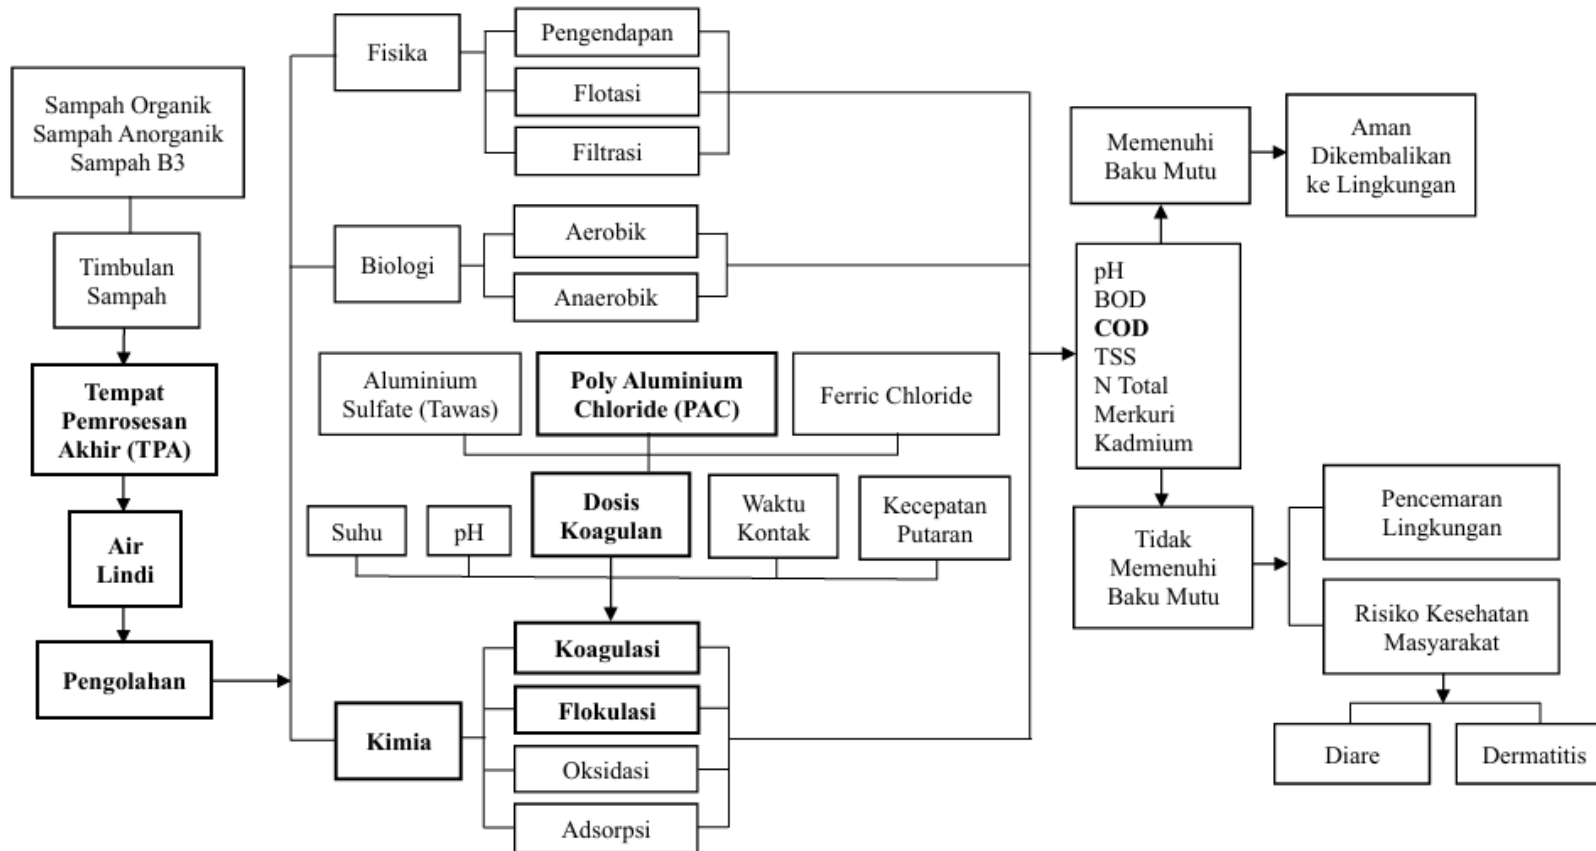 Sampah Organik
Sampah Anorganik
Sampah B3
Timbulan
Sampah
Tempat
Pemrosesan
Akhir (TPA)
Air
Lindi
Pengolahan
Fisika
Pengendapan
Flotasi
Filtrasi
Biologi
Aerobik
Anaerobik
Aluminium
Sulfate (Tawas)
Poly Aluminium
Chloride (PAC)
Ferric Chloride
Suhu
pH
Dosis
Koagulan
Waktu
Kontak
Kecepatan
Putaran
Kimia
Koagulasi
Flokulasi
Oksidasi
Adsorpsi
Memenuhi
Baku Mutu
Aman
Dikembalikan
ke Lingkungan
pH
BOD
COD
TSS
N Total
Merkuri
Kadmium
Tidak
Memenuhi
Baku Mutu
Pencemaran
Lingkungan
Risiko Kesehatan
Masyarakat
Diare
Dermatitis